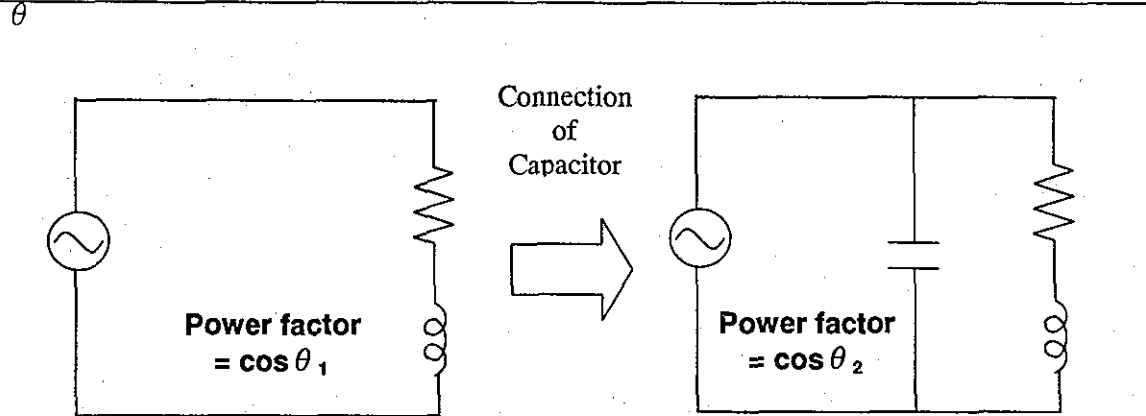 θ
Connection
of
Capacitor
Power factor
= cos θ 1
Power factor
= cos θ 2